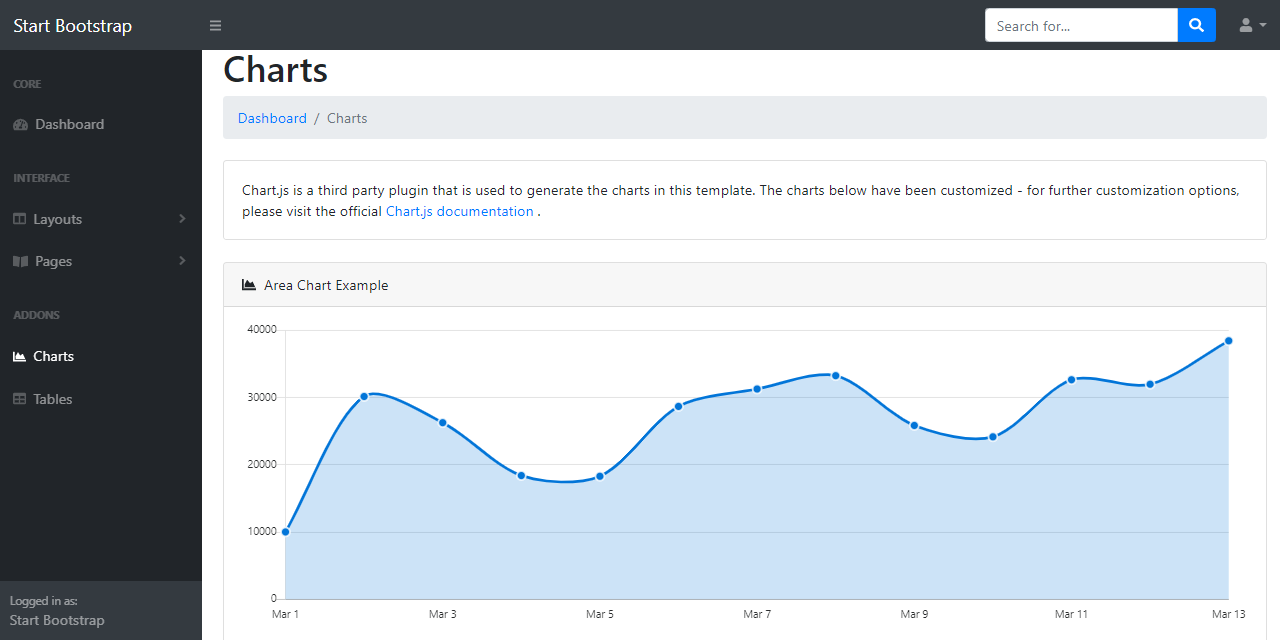 Start Bootstrap
Search for...
CORE
Dashboard
INTERFACE
Layouts
Pages
ADDONS
Charts
Tables
Logged in as:
Start Bootstrap
Charts
Dashboard / Charts
Chart.js is a third party plugin that is used to generate the charts in this template. The charts below have been customized - for further customization options,
please visit the official Chart.js documentation .
Area Chart Example
40000
30000
20000
10000
0
Mar 1 Mar 3 Mar 5 Mar 7 Mar 9 Mar 11 Mar 13